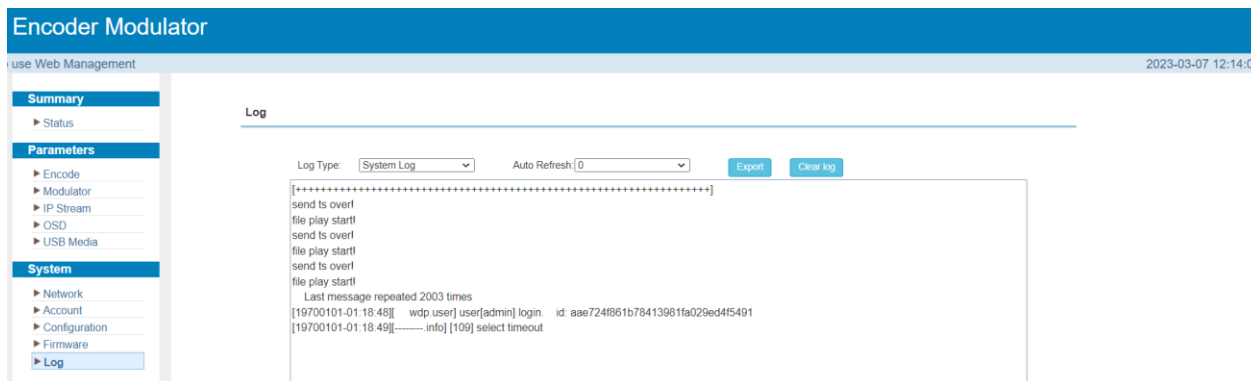 Encoder Modulator
use Web Management
2023-03-07 12:14:0
Summary
Status
Parameters
Encode
Modulator
IP Stream
OSD
USB Media
System
Network
Account
Configuration
Firmware
Log
Log
Log Type: System Log Auto Refresh: 0 Export Clear log
[+++++++++++++++++++++++++++++++++++++++++++++++++++++++++++++++++++]
send ts over!
file play start!
send ts over!
file play start!
send ts over!
file play start!
Last message repeated 2003 times
[19700101-01:18:48][ wdp.user] user[admin] login. id: aae724f861b78413981fa029ed4f5491
[19700101-01:18:49][--------.info] [109] select timeout